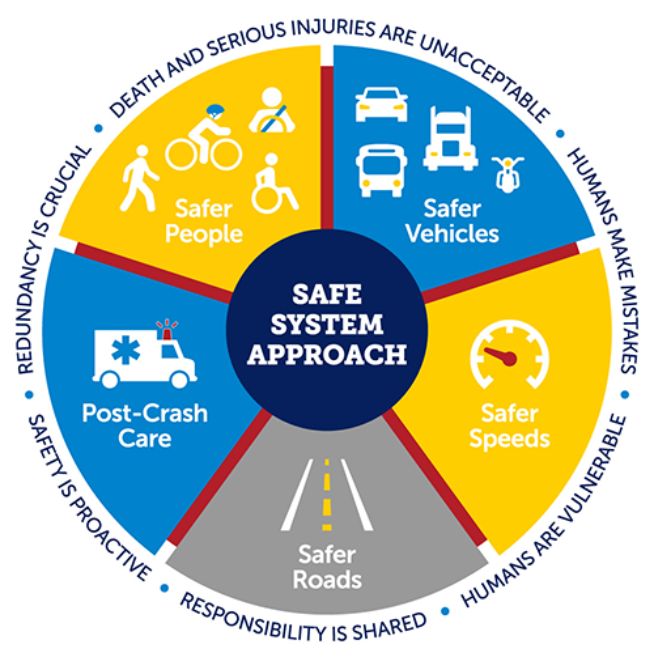 DEATH AND SERIOUS INJURIES ARE UNACCEPTABLE
HUMANS MAKE MISTAKES
HUMANS ARE VULNERABLE
RESPONSIBILITY IS SHARED
SAFETY IS PROACTIVE
REDUNDANCY IS CRUCIAL
Safer
People
Safer
Vehicles
SAFE
SYSTEM
APPROACH
Post-Crash
Care
Safer
Speeds
Safer
Roads